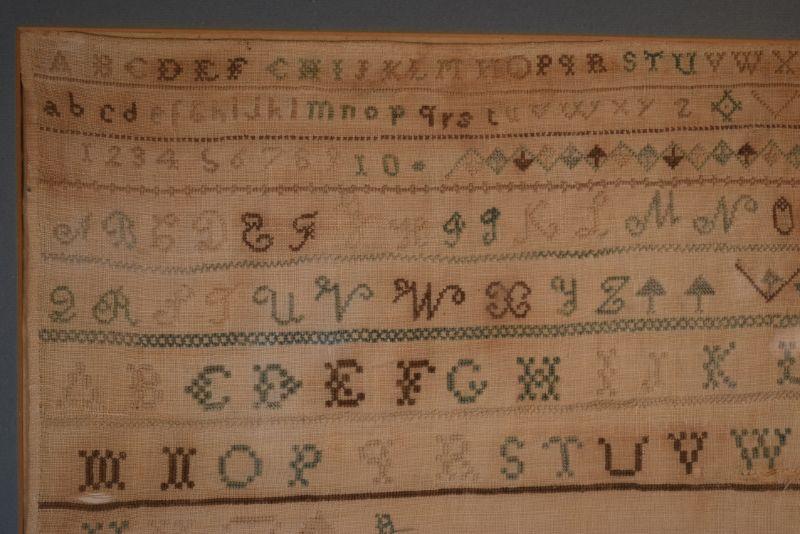 A B C D E F G H I J K L M N O P Q R S T U V W X
a b c d e f g h i j k l m n o p q r s t u v w x y z
1 2 3 4 5 6 7 8 9 10
A B C D E F G H I J K L M N O
Q R S T U V W X Y Z
A B C D E F G H I J K L
M N O P Q R S T U V W